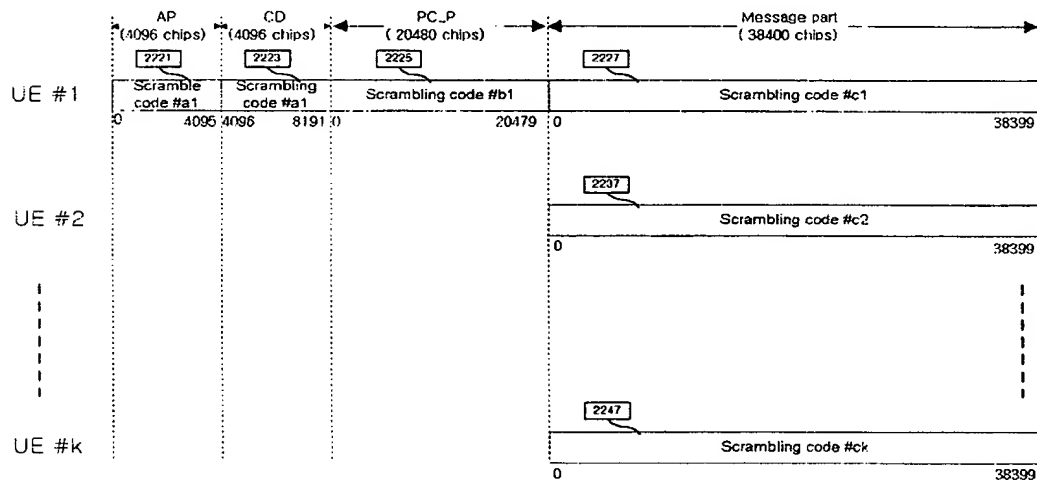 AP
(4096 chips)
CD
(4096 chips)
PC_P
( 20480 chips)
Message part
( 38400 chips)
2221
2223
2225
2227
UE #1
Scramble
code #a1
Scrambling
code #a1
Scrambling code #b1
Scrambling code #c1
0
4095
4096
8191
0
20479
0
38399
2237
UE #2
Scrambling code #c2
0
38399
2247
UE #k
Scrambling code #ck
0
38399